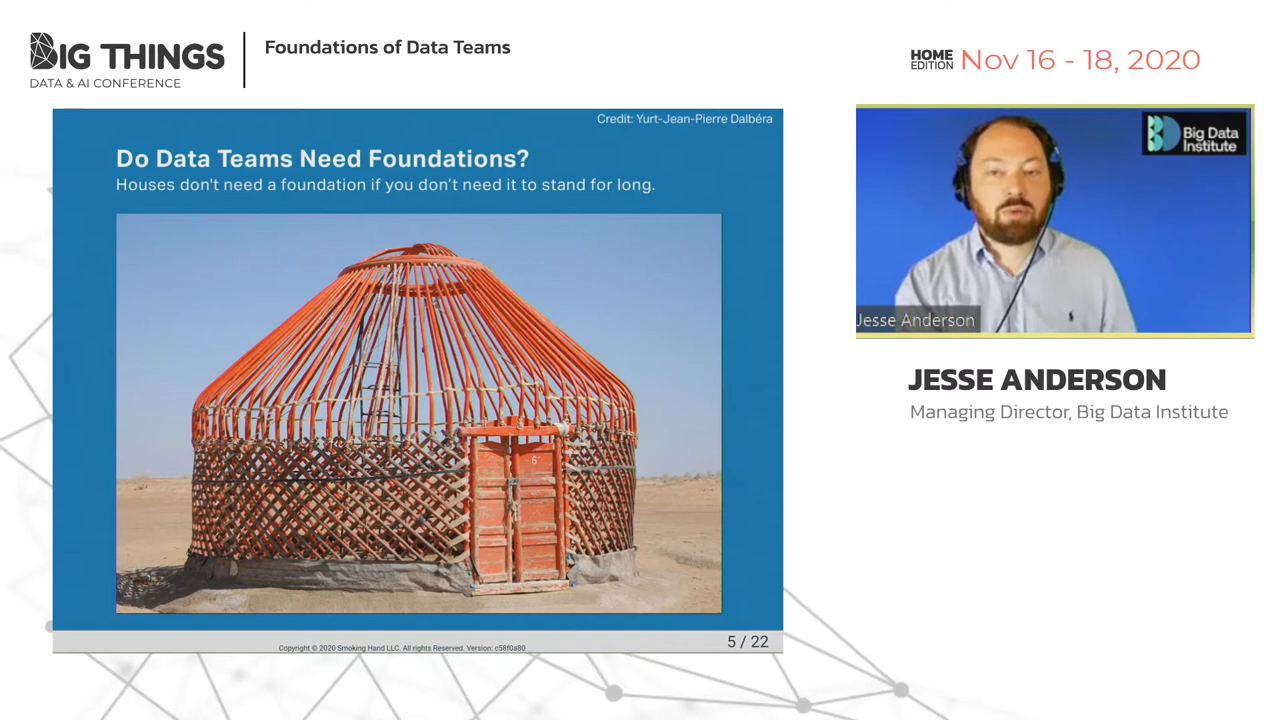 BIG THINGS
DATA & AI CONFERENCE
Foundations of Data Teams
HOME
EDITION
Nov 16 - 18, 2020
Credit: Yurt-Jean-Pierre Dalbéra
Do Data Teams Need Foundations?
Houses don't need a foundation if you don't need it to stand for long.
6
Copyright © 2020 Smoking Hand LLC. All rights Reserved. Version: c58f0a80
5 / 22
Big Data
Institute
Jesse Anderson
JESSE ANDERSON
Managing Director, Big Data Institute